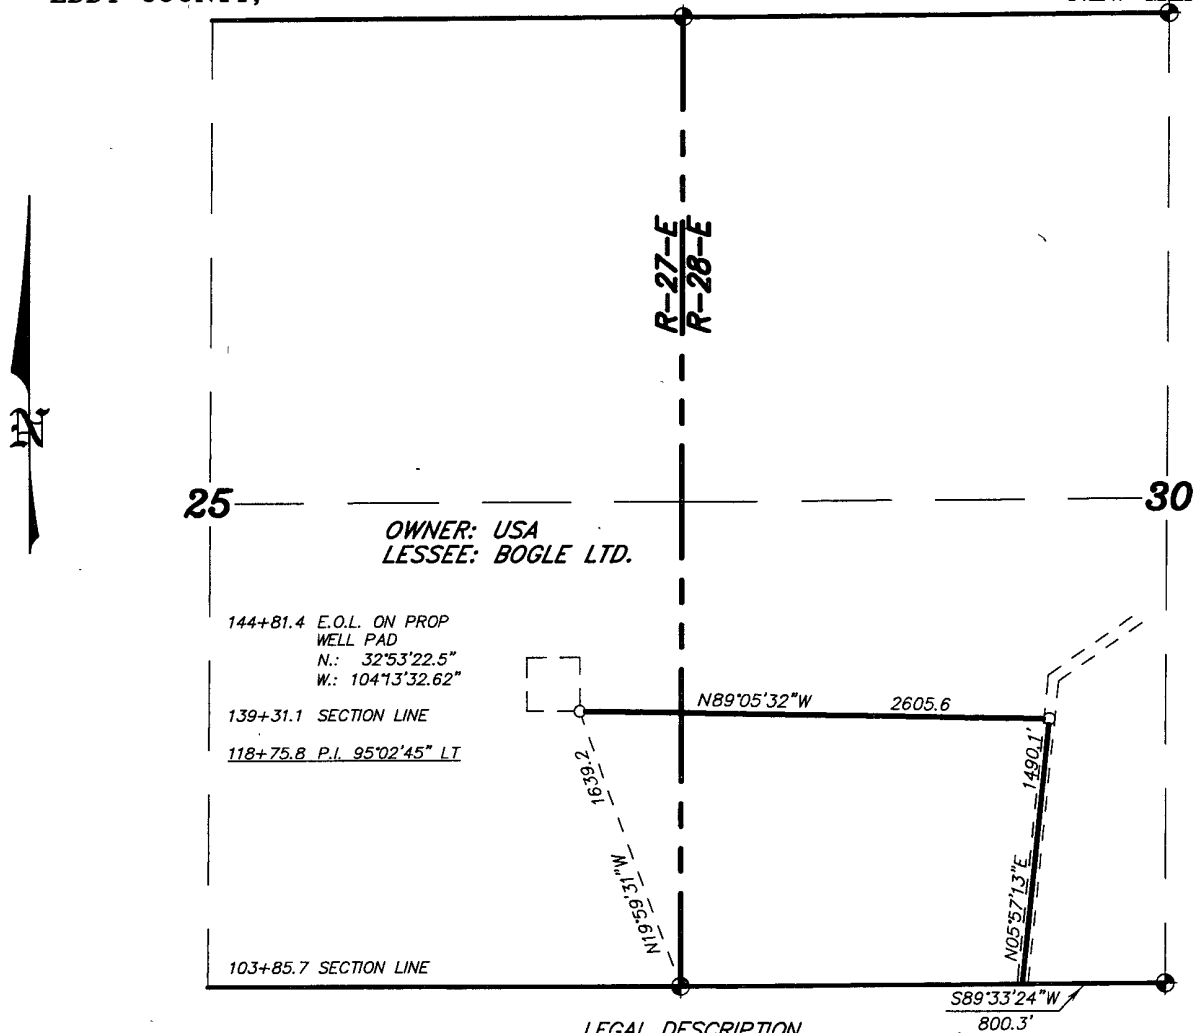 R-27-E
R-28-E
25
30
OWNER: USA
LESSEE: BOGLE LTD.
144+81.4 E.O.L. ON PROP
WELL PAD
N.: 32°53'22.5"
W.: 104°13'32.62"
139+31.1 SECTION LINE
118+75.8 P.I. 95°02'45" LT
N89°05'32"W 2605.6
1490.1'
N05°57'13"E
1639.2
N19°59'31"W
103+85.7 SECTION LINE
S89°33'24"W
800.3'
LEGAL DESCRIPTION